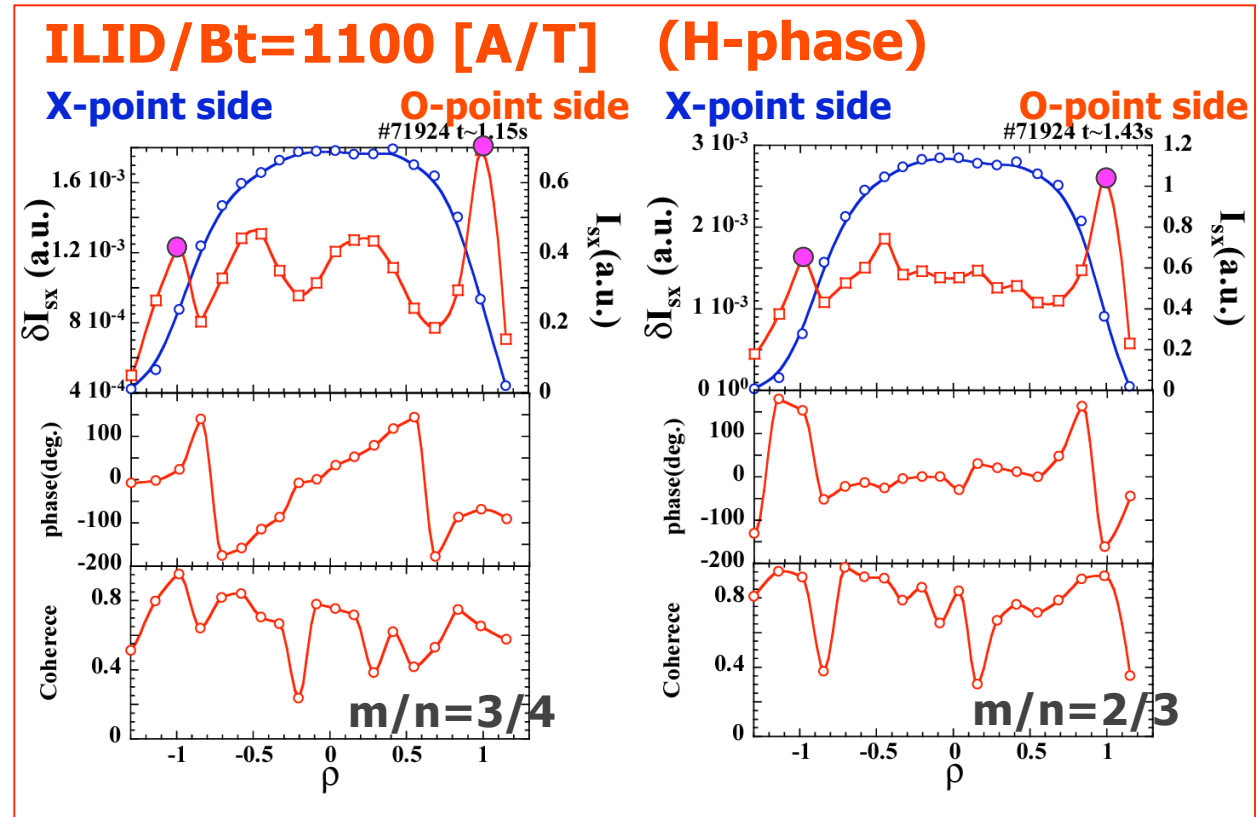 ILID/Bt=1100 [A/T] (H-phase)
X-point side O-point side X-point side O-point side
#71924 t~1.15s #71924 t~1.43s
1.6 10-3
1.2 10-3
8 10-4
4 10-4
δIsx (a.u.)
0.6
0.4
0.2
0
Isx(a.u.)
3 10-3
2 10-3
1 10-3
0 100
δIsx (a.u.)
1.2
1
0.8
0.6
0.4
0.2
0
Isx(a.u.)
100
0
-100
-200
phase(deg.)
100
0
-100
-200
phase(deg.)
0.8
0.4
0
Coherece
m/n=3/4
0.8
0.4
0
Coherece
m/n=2/3
-1 -0.5 0 0.5 1
ρ
-1 -0.5 0 0.5 1
ρ